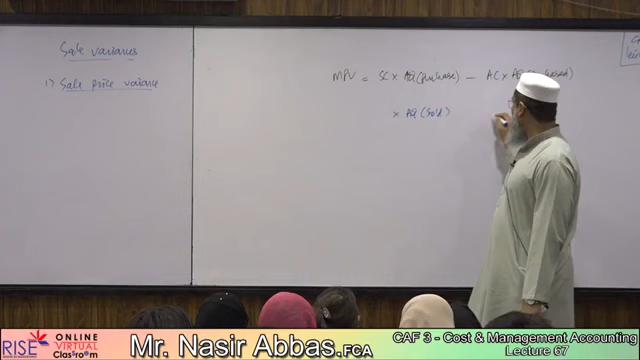 Sale variances
1) Sale price variance
MPV = SC x AQ (purchase) - AC x AQ
x AQ (Sold)
RISE
ONLINE
VIRTUAL
Classroom
Mr. Nasir Abbas.FCA
CAF 3 - Cost & Management Accounting
Lecture 67